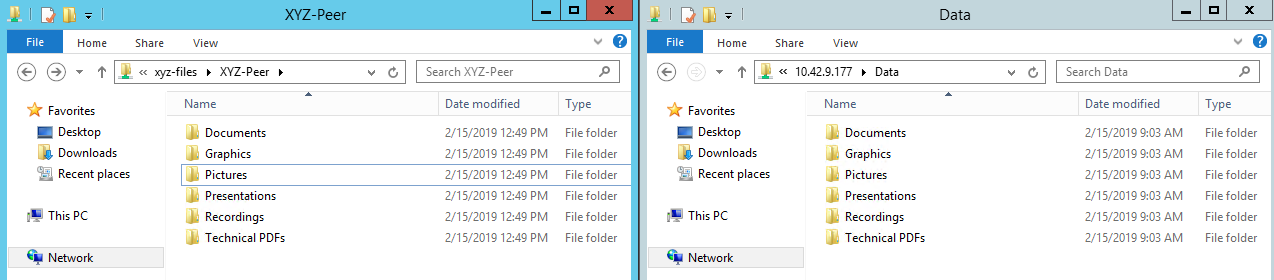 XYZ-Peer
File Home Share View
« xyz-files XYZ-Peer Search XYZ-Peer
Favorites
Desktop
Downloads
Recent places
This PC
Network
Name Date modified Type
Documents 2/15/2019 12:49 PM File folder
Graphics 2/15/2019 12:49 PM File folder
Pictures 2/15/2019 12:49 PM File folder
Presentations 2/15/2019 12:49 PM File folder
Recordings 2/15/2019 12:49 PM File folder
Technical PDFs 2/15/2019 12:49 PM File folder
Data
File Home Share View
« 10.42.9.177 Data Search Data
Favorites
Desktop
Downloads
Recent places
This PC
Network
Name Date modified Type
Documents 2/15/2019 9:03 AM File folder
Graphics 2/15/2019 9:03 AM File folder
Pictures 2/15/2019 9:03 AM File folder
Presentations 2/15/2019 9:03 AM File folder
Recordings 2/15/2019 9:03 AM File folder
Technical PDFs 2/15/2019 9:03 AM File folder